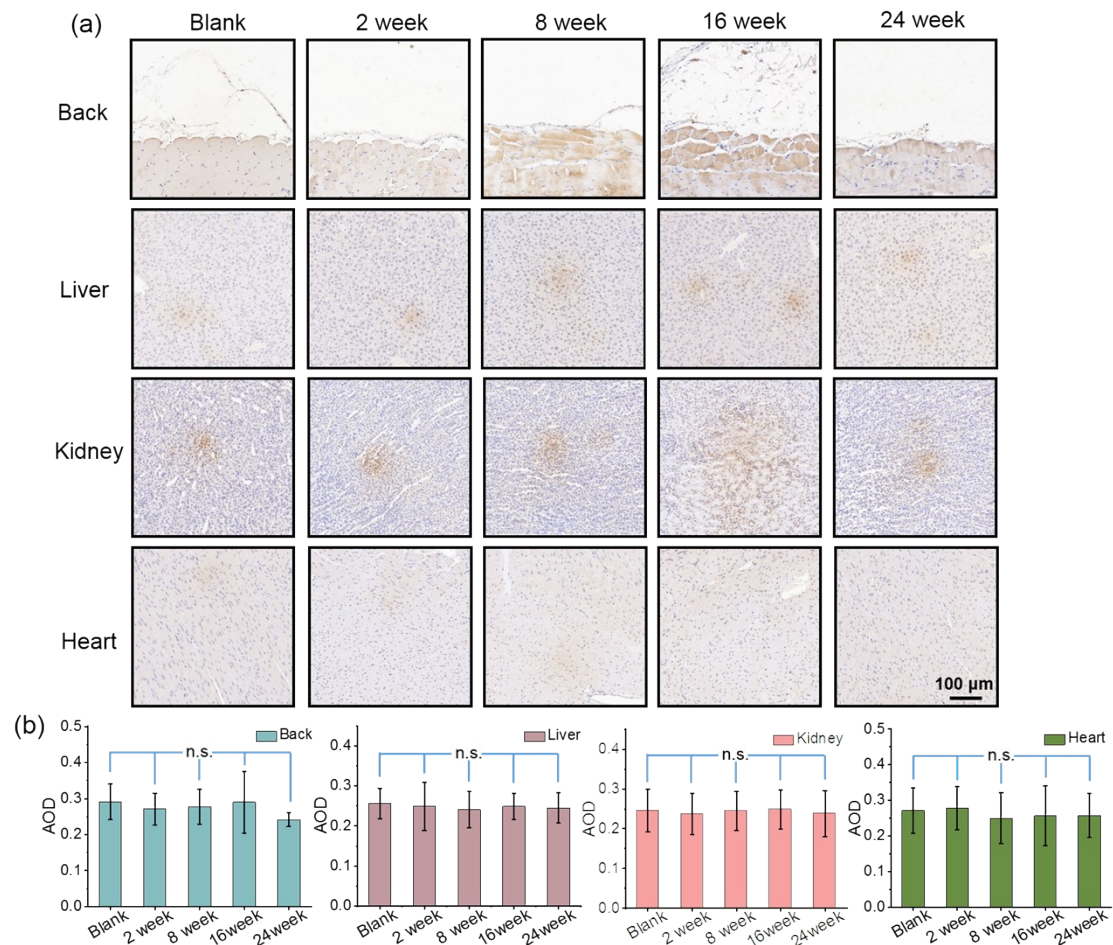 (a)
Blank 2 week 8 week 16 week 24 week
Back
Liver
Kidney
Heart
100 μm
(b)
0.5
0.4
0.3
0.2
0.1
0.0
AOD
Back
n.s.
Blank 2 week 8 week 16week 24week
0.4
0.3
0.2
0.1
0.0
AOD
Liver
n.s.
Blank 2 week 8 week 16week 24week
0.4
0.3
0.2
0.1
0.0
AOD
Kidney
n.s.
Blank 2 week 8 week 16week 24week
0.5
0.4
0.3
0.2
0.1
0.0
AOD
Heart
n.s.
Blank 2 week 8 week 16week 24week